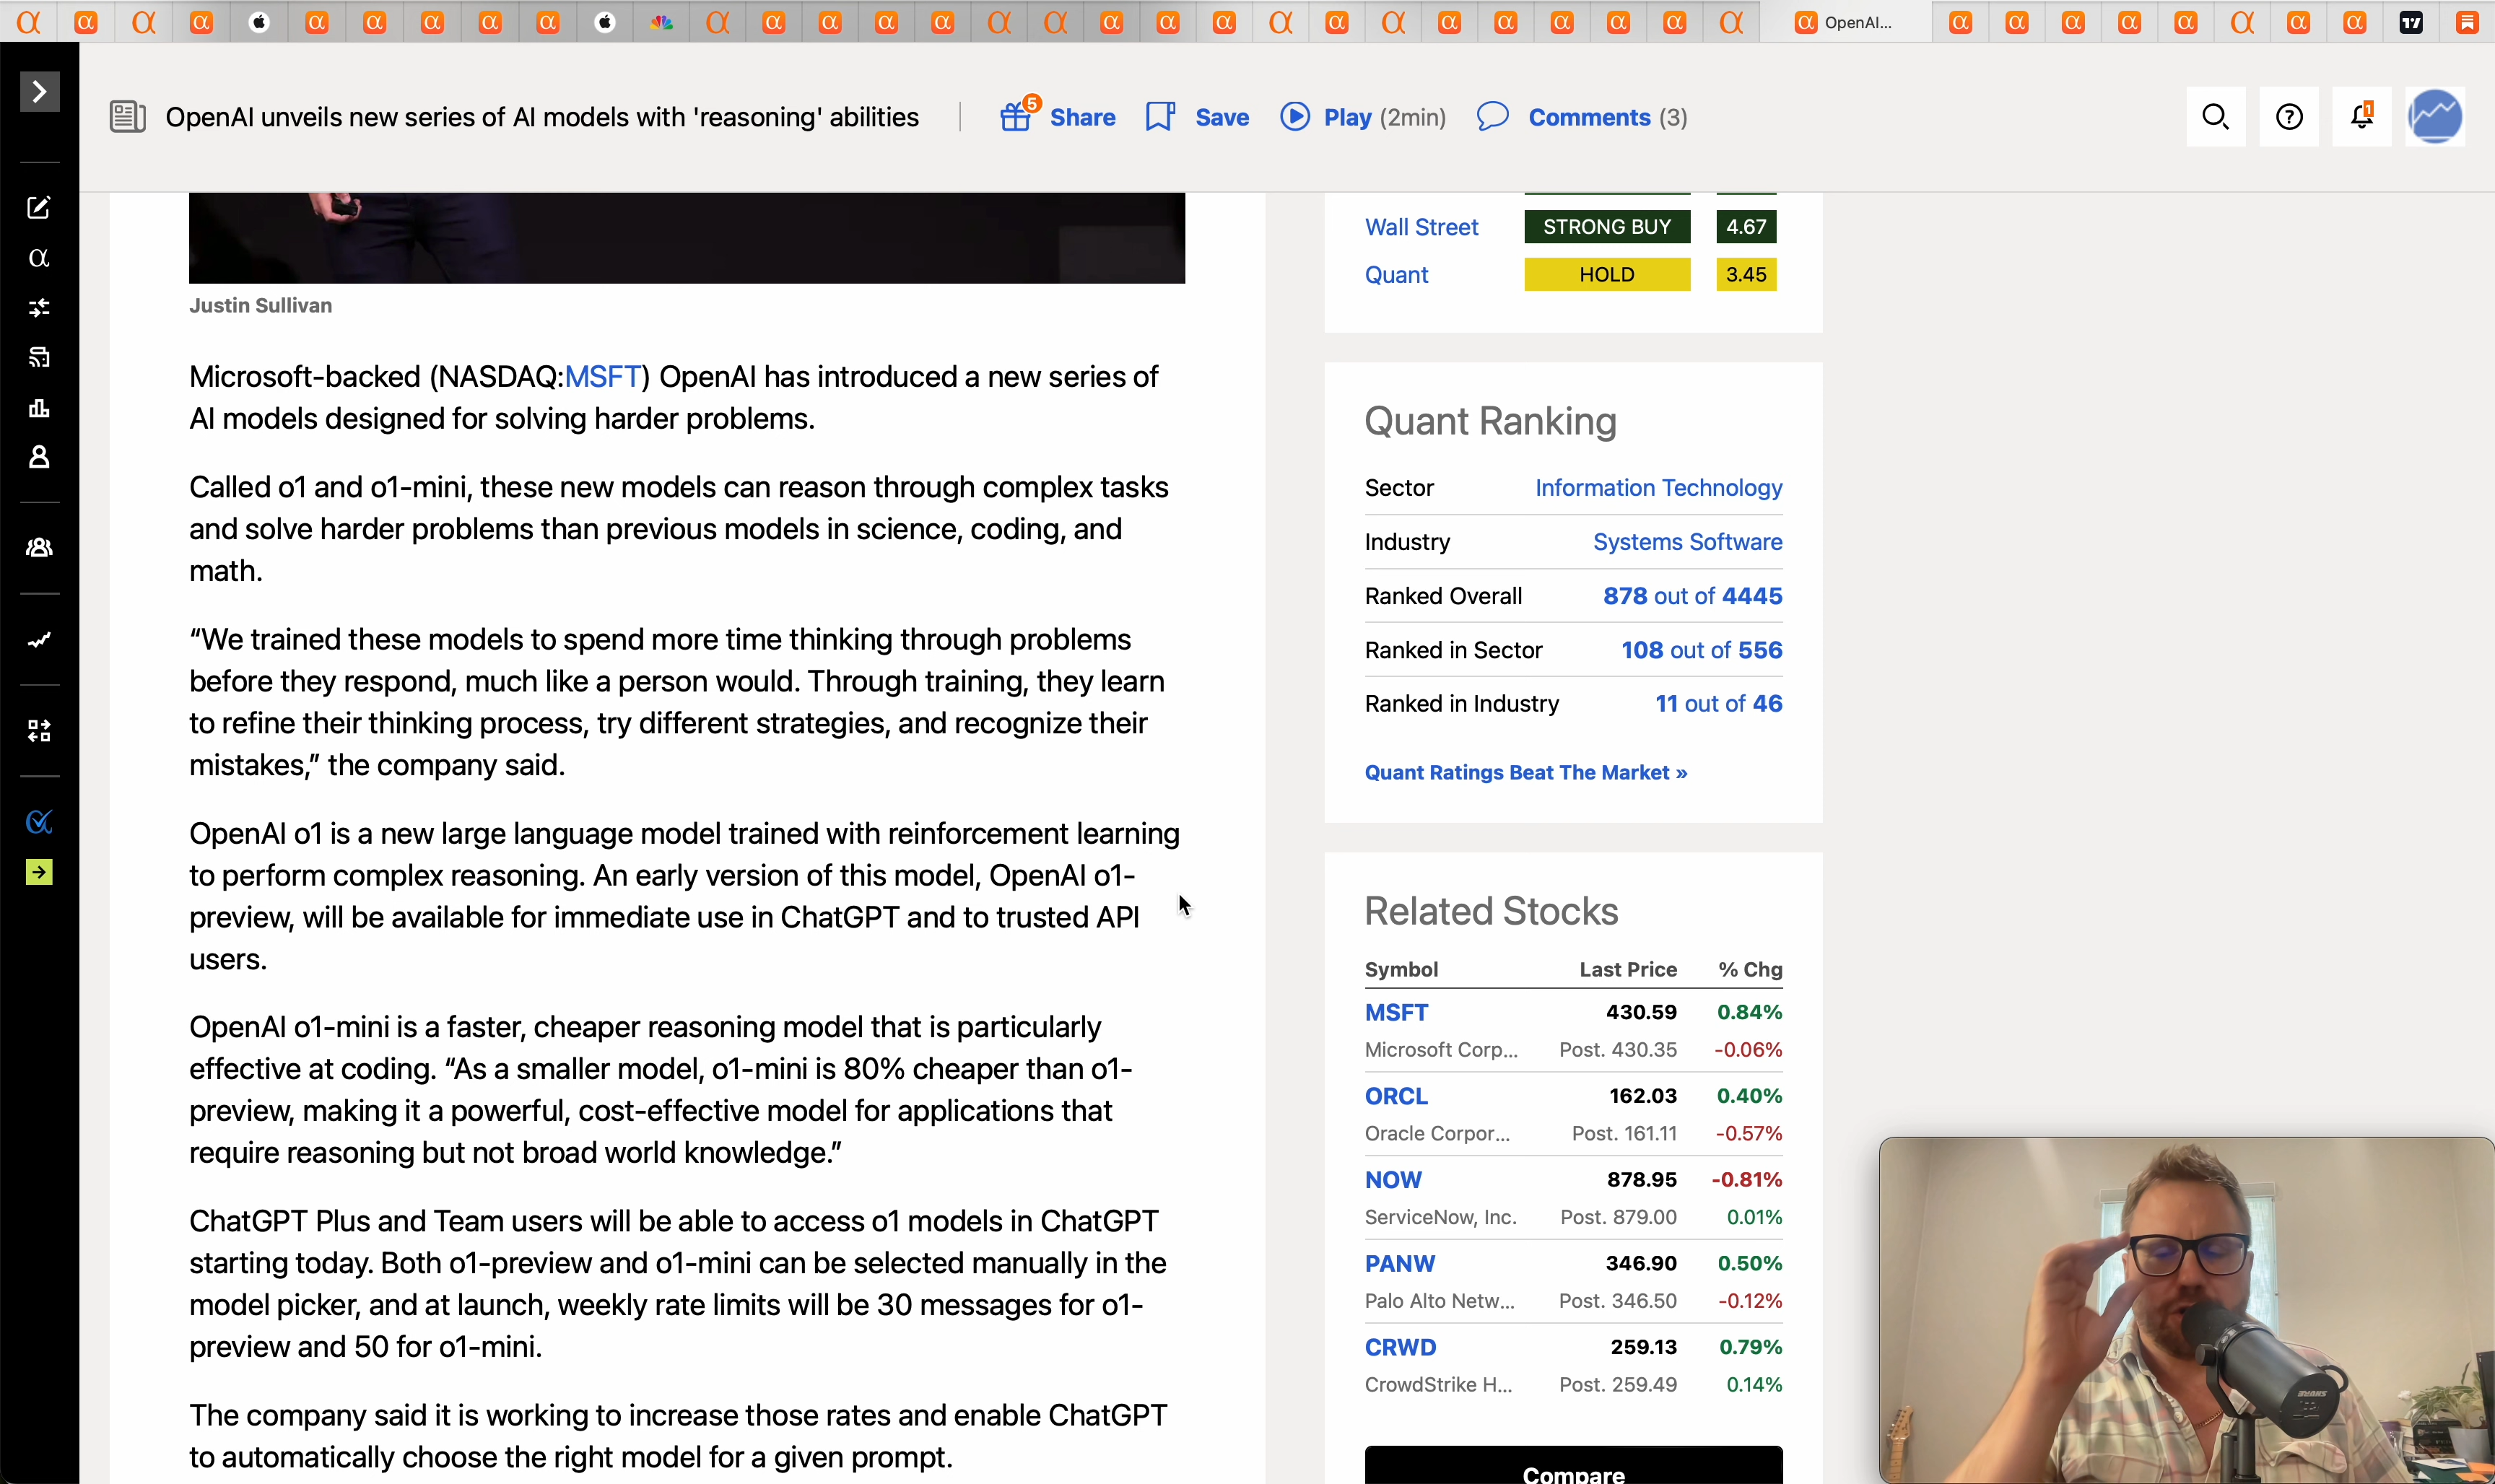 OpenAI...
OpenAI unveils new series of AI models with 'reasoning' abilities
5
Share
Save
Play (2min)
Comments (3)
1
Justin Sullivan
Microsoft-backed (NASDAQ:MSFT) OpenAI has introduced a new series of
AI models designed for solving harder problems.
Called o1 and o1-mini, these new models can reason through complex tasks
and solve harder problems than previous models in science, coding, and
math.
“We trained these models to spend more time thinking through problems
before they respond, much like a person would. Through training, they learn
to refine their thinking process, try different strategies, and recognize their
mistakes,” the company said.
OpenAI o1 is a new large language model trained with reinforcement learning
to perform complex reasoning. An early version of this model, OpenAI o1-
preview, will be available for immediate use in ChatGPT and to trusted API
users.
OpenAI o1-mini is a faster, cheaper reasoning model that is particularly
effective at coding. “As a smaller model, o1-mini is 80% cheaper than o1-
preview, making it a powerful, cost-effective model for applications that
require reasoning but not broad world knowledge.”
ChatGPT Plus and Team users will be able to access o1 models in ChatGPT
starting today. Both o1-preview and o1-mini can be selected manually in the
model picker, and at launch, weekly rate limits will be 30 messages for o1-
preview and 50 for o1-mini.
The company said it is working to increase those rates and enable ChatGPT
to automatically choose the right model for a given prompt.
Wall Street STRONG BUY 4.67
Quant HOLD 3.45
Quant Ranking
Sector Information Technology
Industry Systems Software
Ranked Overall 878 out of 4445
Ranked in Sector 108 out of 556
Ranked in Industry 11 out of 46
Quant Ratings Beat The Market »
Related Stocks
Symbol Last Price % Chg
MSFT 430.59 0.84%
Microsoft Corp... Post. 430.35 -0.06%
ORCL 162.03 0.40%
Oracle Corpor... Post. 161.11 -0.57%
NOW 878.95 -0.81%
ServiceNow, Inc. Post. 879.00 0.01%
PANW 346.90 0.50%
Palo Alto Netw... Post. 346.50 -0.12%
CRWD 259.13 0.79%
CrowdStrike H... Post. 259.49 0.14%
Compare
SHURE